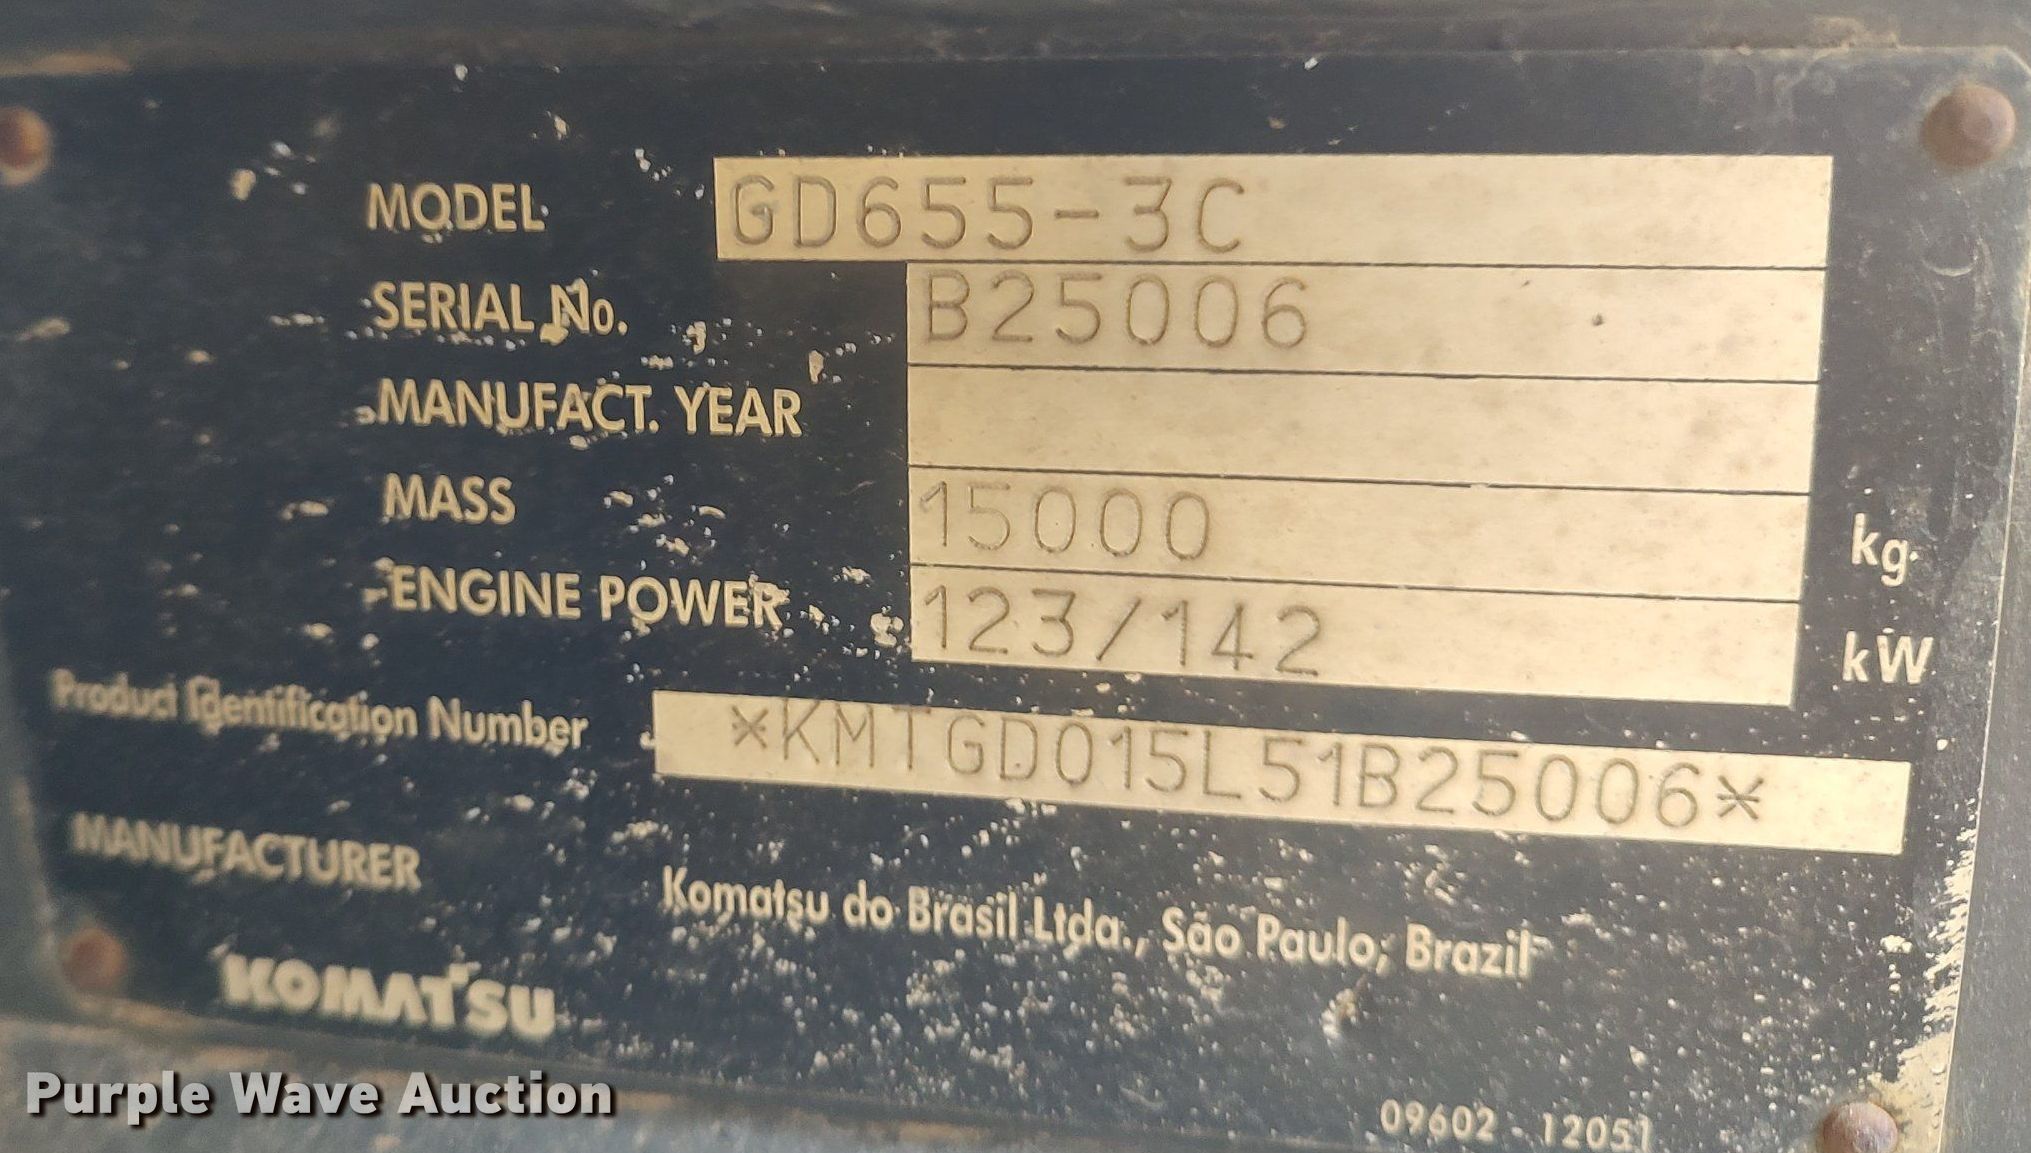 MODEL GD655-3C
SERIAL No. B25006
MANUFACT. YEAR
MASS 15000 kg
ENGINE POWER 123/142 kW
Product Identification Number *KMTGD015L51B25006*
MANUFACTURER Komatsu do Brasil Ltda., São Paulo, Brazil
KOMATSU
09602 - 12051
Purple Wave Auction